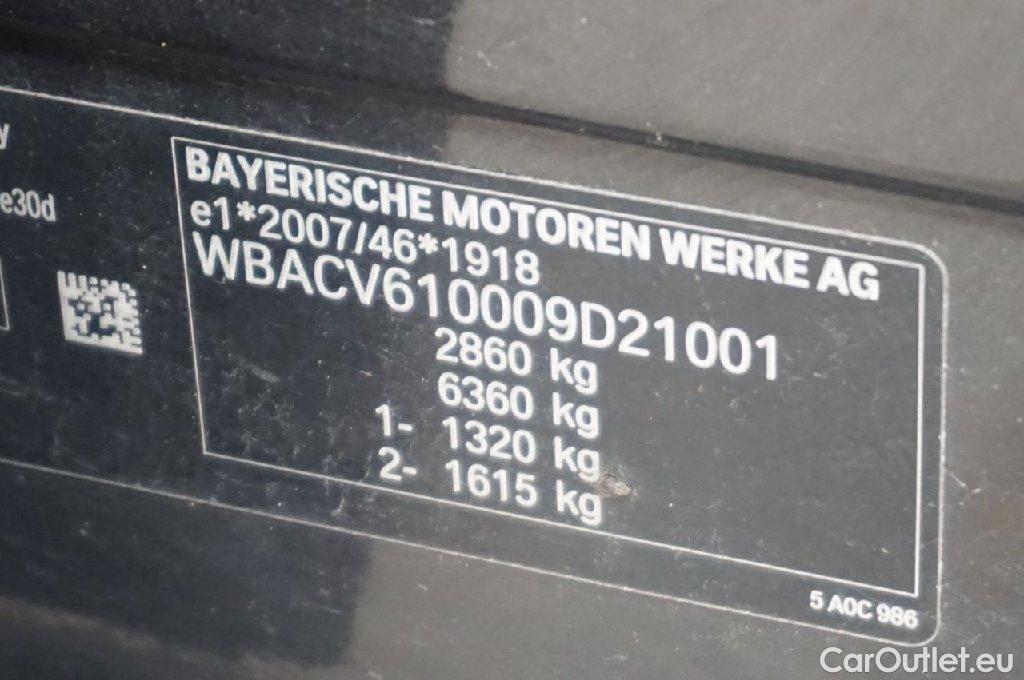 y
e30d
BAYERISCHE MOTOREN WERKE AG
e1*2007/46*1918
WBACV610009D21001
2860 kg
6360 kg
1- 1320 kg
2- 1615 kg
5 A0C 986
CarOutlet.eu